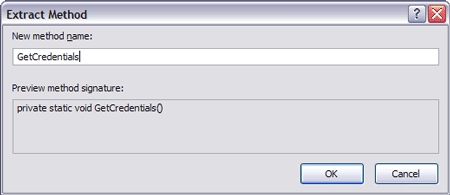 Extract Method
New method name:
GetCredentials
Preview method signature:
private static void GetCredentials()
OK
Cancel